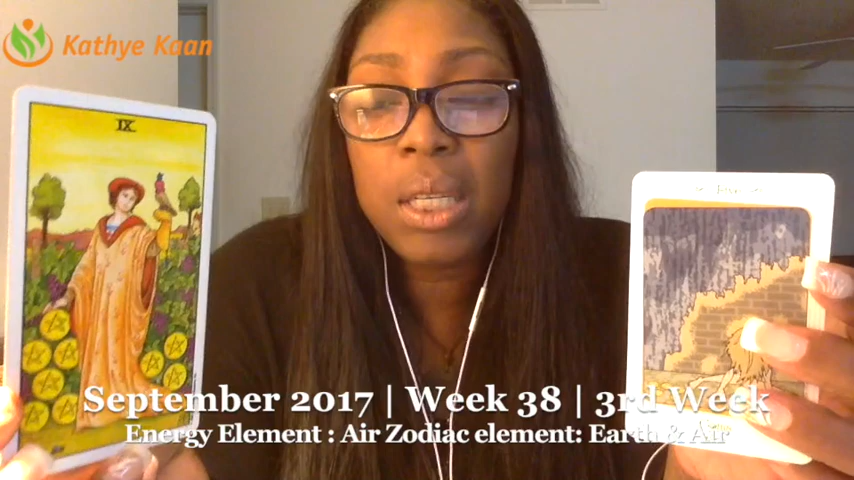 Kathye Kaan
IX
September 2017 | Week 38 | 3rd Week
Energy Element : Air Zodiac element: Earth & Air